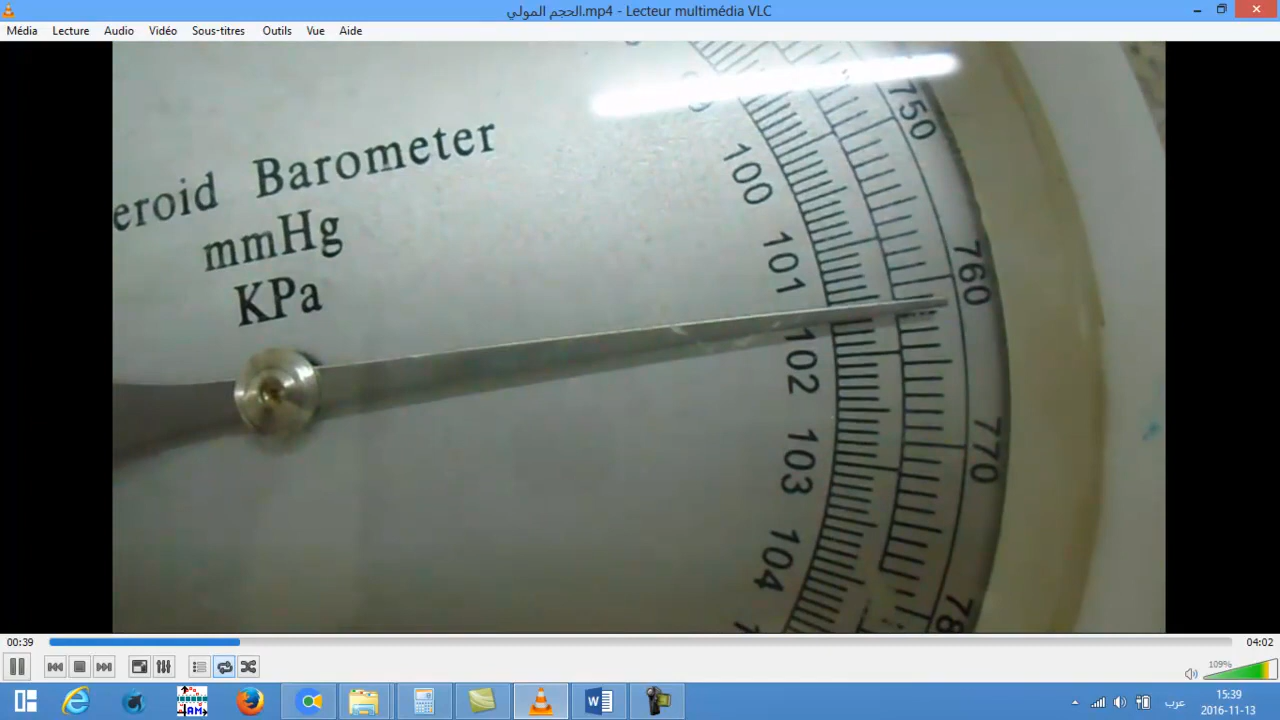 الحجم المولي.mp4 - Lecteur multimédia VLC
Média Lecture Audio Vidéo Sous-titres Outils Vue Aide
eroid Barometer
mmHg
KPa
100
101
102
103
104
750
760
770
78
00:39
04:02
109%
عرب
15:39
2016-11-13